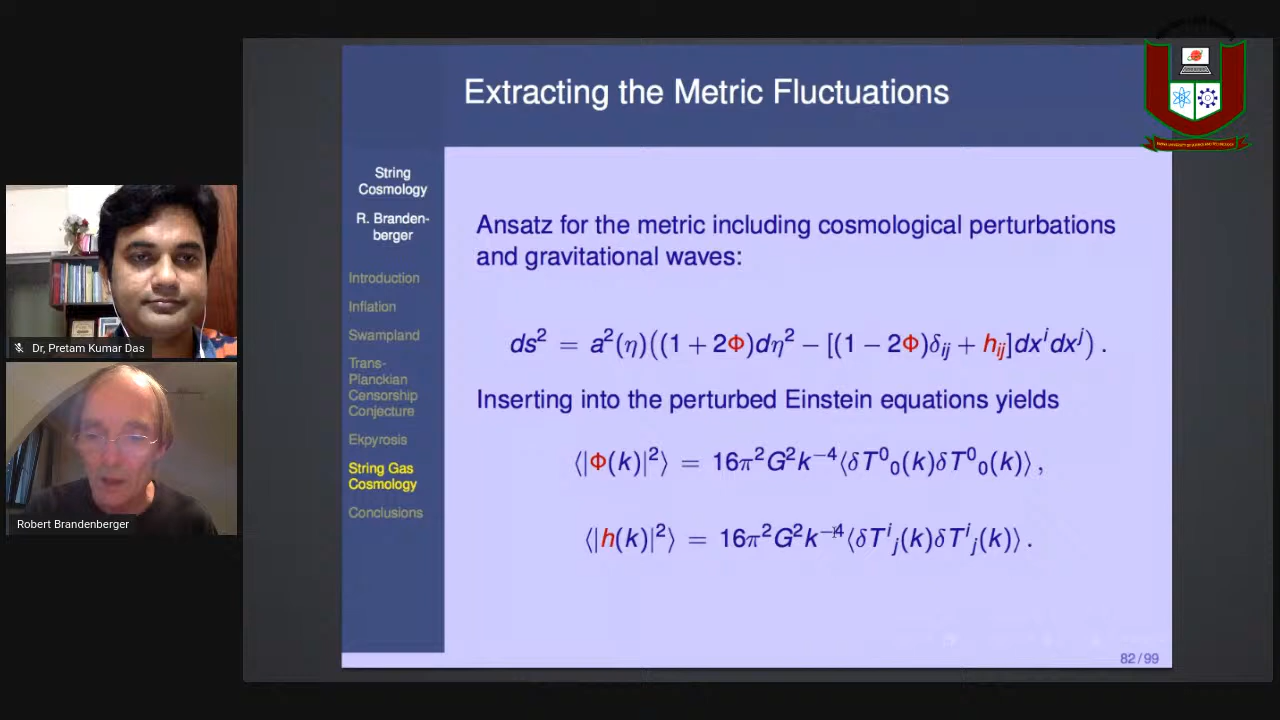 Extracting the Metric Fluctuations
String
Cosmology
R. Branden-
berger
Introduction
Inflation
Swampland
Trans-
Planckian
Censorship
Conjecture
Ekpyrosis
String Gas
Cosmology
Conclusions
Ansatz for the metric including cosmological perturbations
and gravitational waves:
ds² = a²(η)((1 + 2Φ)dη² − [(1 − 2Φ)δᵢⱼ + hᵢⱼ]dxⁱdxʲ) .
Inserting into the perturbed Einstein equations yields
⟨|Φ(k)|²⟩ = 16π²G²k⁻⁴⟨δT⁰₀(k)δT⁰₀(k)⟩ ,
⟨|h(k)|²⟩ = 16π²G²k⁻⁴⟨δTⁱⱼ(k)δTⁱⱼ(k)⟩ .
82/99
Dr, Pretam Kumar Das
Robert Brandenberger